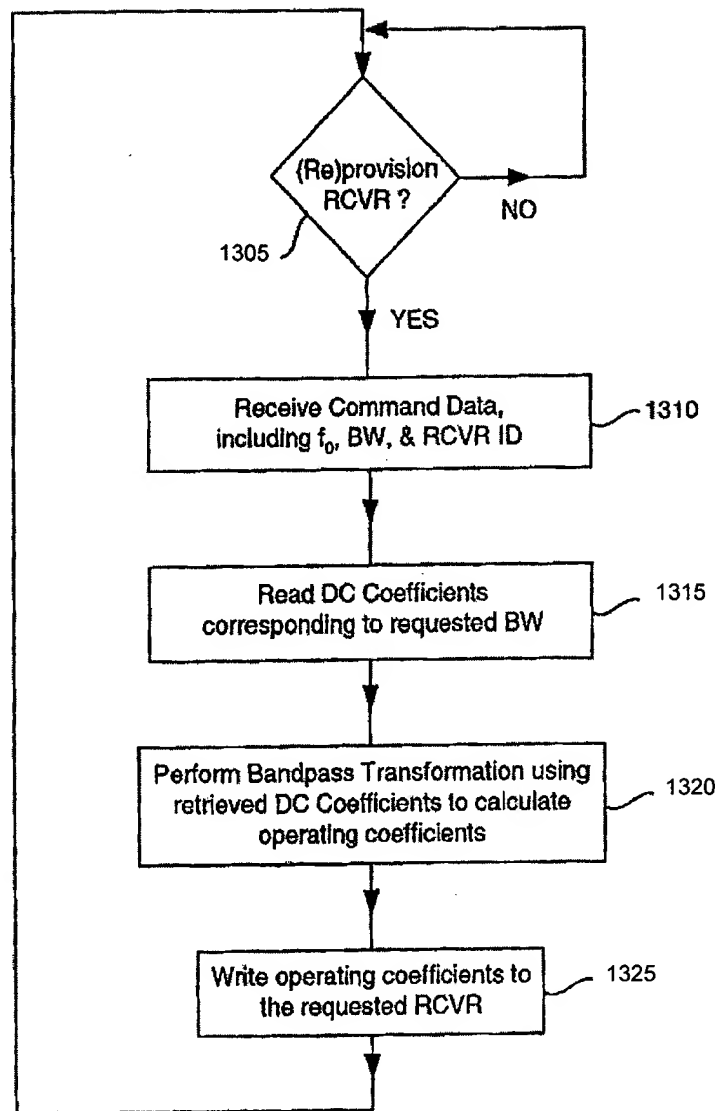 (Re)provision
RCVR ?
NO
1305
YES
Receive Command Data,
including f₀, BW, & RCVR ID
1310
Read DC Coefficients
corresponding to requested BW
1315
Perform Bandpass Transformation using
retrieved DC Coefficients to calculate
operating coefficients
1320
Write operating coefficients to
the requested RCVR
1325